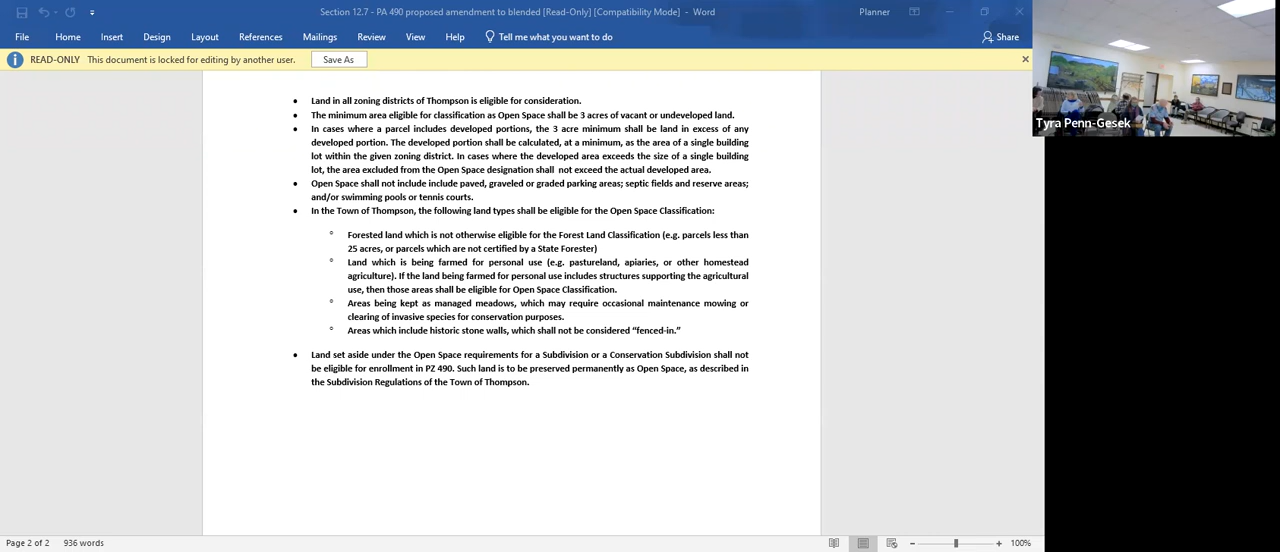 Section 12.7 - PA 490 proposed amendment to blended [Read-Only] [Compatibility Mode] - Word
Planner
File Home Insert Design Layout References Mailings Review View Help Tell me what you want to do Share
READ-ONLY This document is locked for editing by another user. Save As
Tyra Penn-Gesek
• Land in all zoning districts of Thompson is eligible for consideration.
• The minimum area eligible for classification as Open Space shall be 3 acres of vacant or undeveloped land.
• In cases where a parcel includes developed portions, the 3 acre minimum shall be land in excess of any
developed portion. The developed portion shall be calculated, at a minimum, as the area of a single building
lot within the given zoning district. In cases where the developed area exceeds the size of a single building
lot, the area excluded from the Open Space designation shall not exceed the actual developed area.
• Open Space shall not include include paved, graveled or graded parking areas; septic fields and reserve areas;
and/or swimming pools or tennis courts.
• In the Town of Thompson, the following land types shall be eligible for the Open Space Classification:
° Forested land which is not otherwise eligible for the Forest Land Classification (e.g. parcels less than
25 acres, or parcels which are not certified by a State Forester)
° Land which is being farmed for personal use (e.g. pastureland, apiaries, or other homestead
agriculture). If the land being farmed for personal use includes structures supporting the agricultural
use, then those areas shall be eligible for Open Space Classification.
° Areas being kept as managed meadows, which may require occasional maintenance mowing or
clearing of invasive species for conservation purposes.
° Areas which include historic stone walls, which shall not be considered “fenced-in.”
• Land set aside under the Open Space requirements for a Subdivision or a Conservation Subdivision shall not
be eligible for enrollment in PZ 490. Such land is to be preserved permanently as Open Space, as described in
the Subdivision Regulations of the Town of Thompson.
Page 2 of 2 936 words
100%